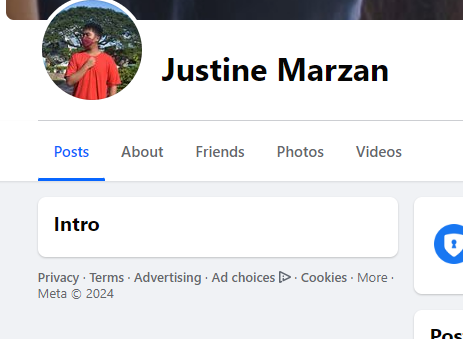 Justine Marzan
Posts About Friends Photos Videos
Intro
Privacy · Terms · Advertising · Ad choices · Cookies · More ·
Meta © 2024